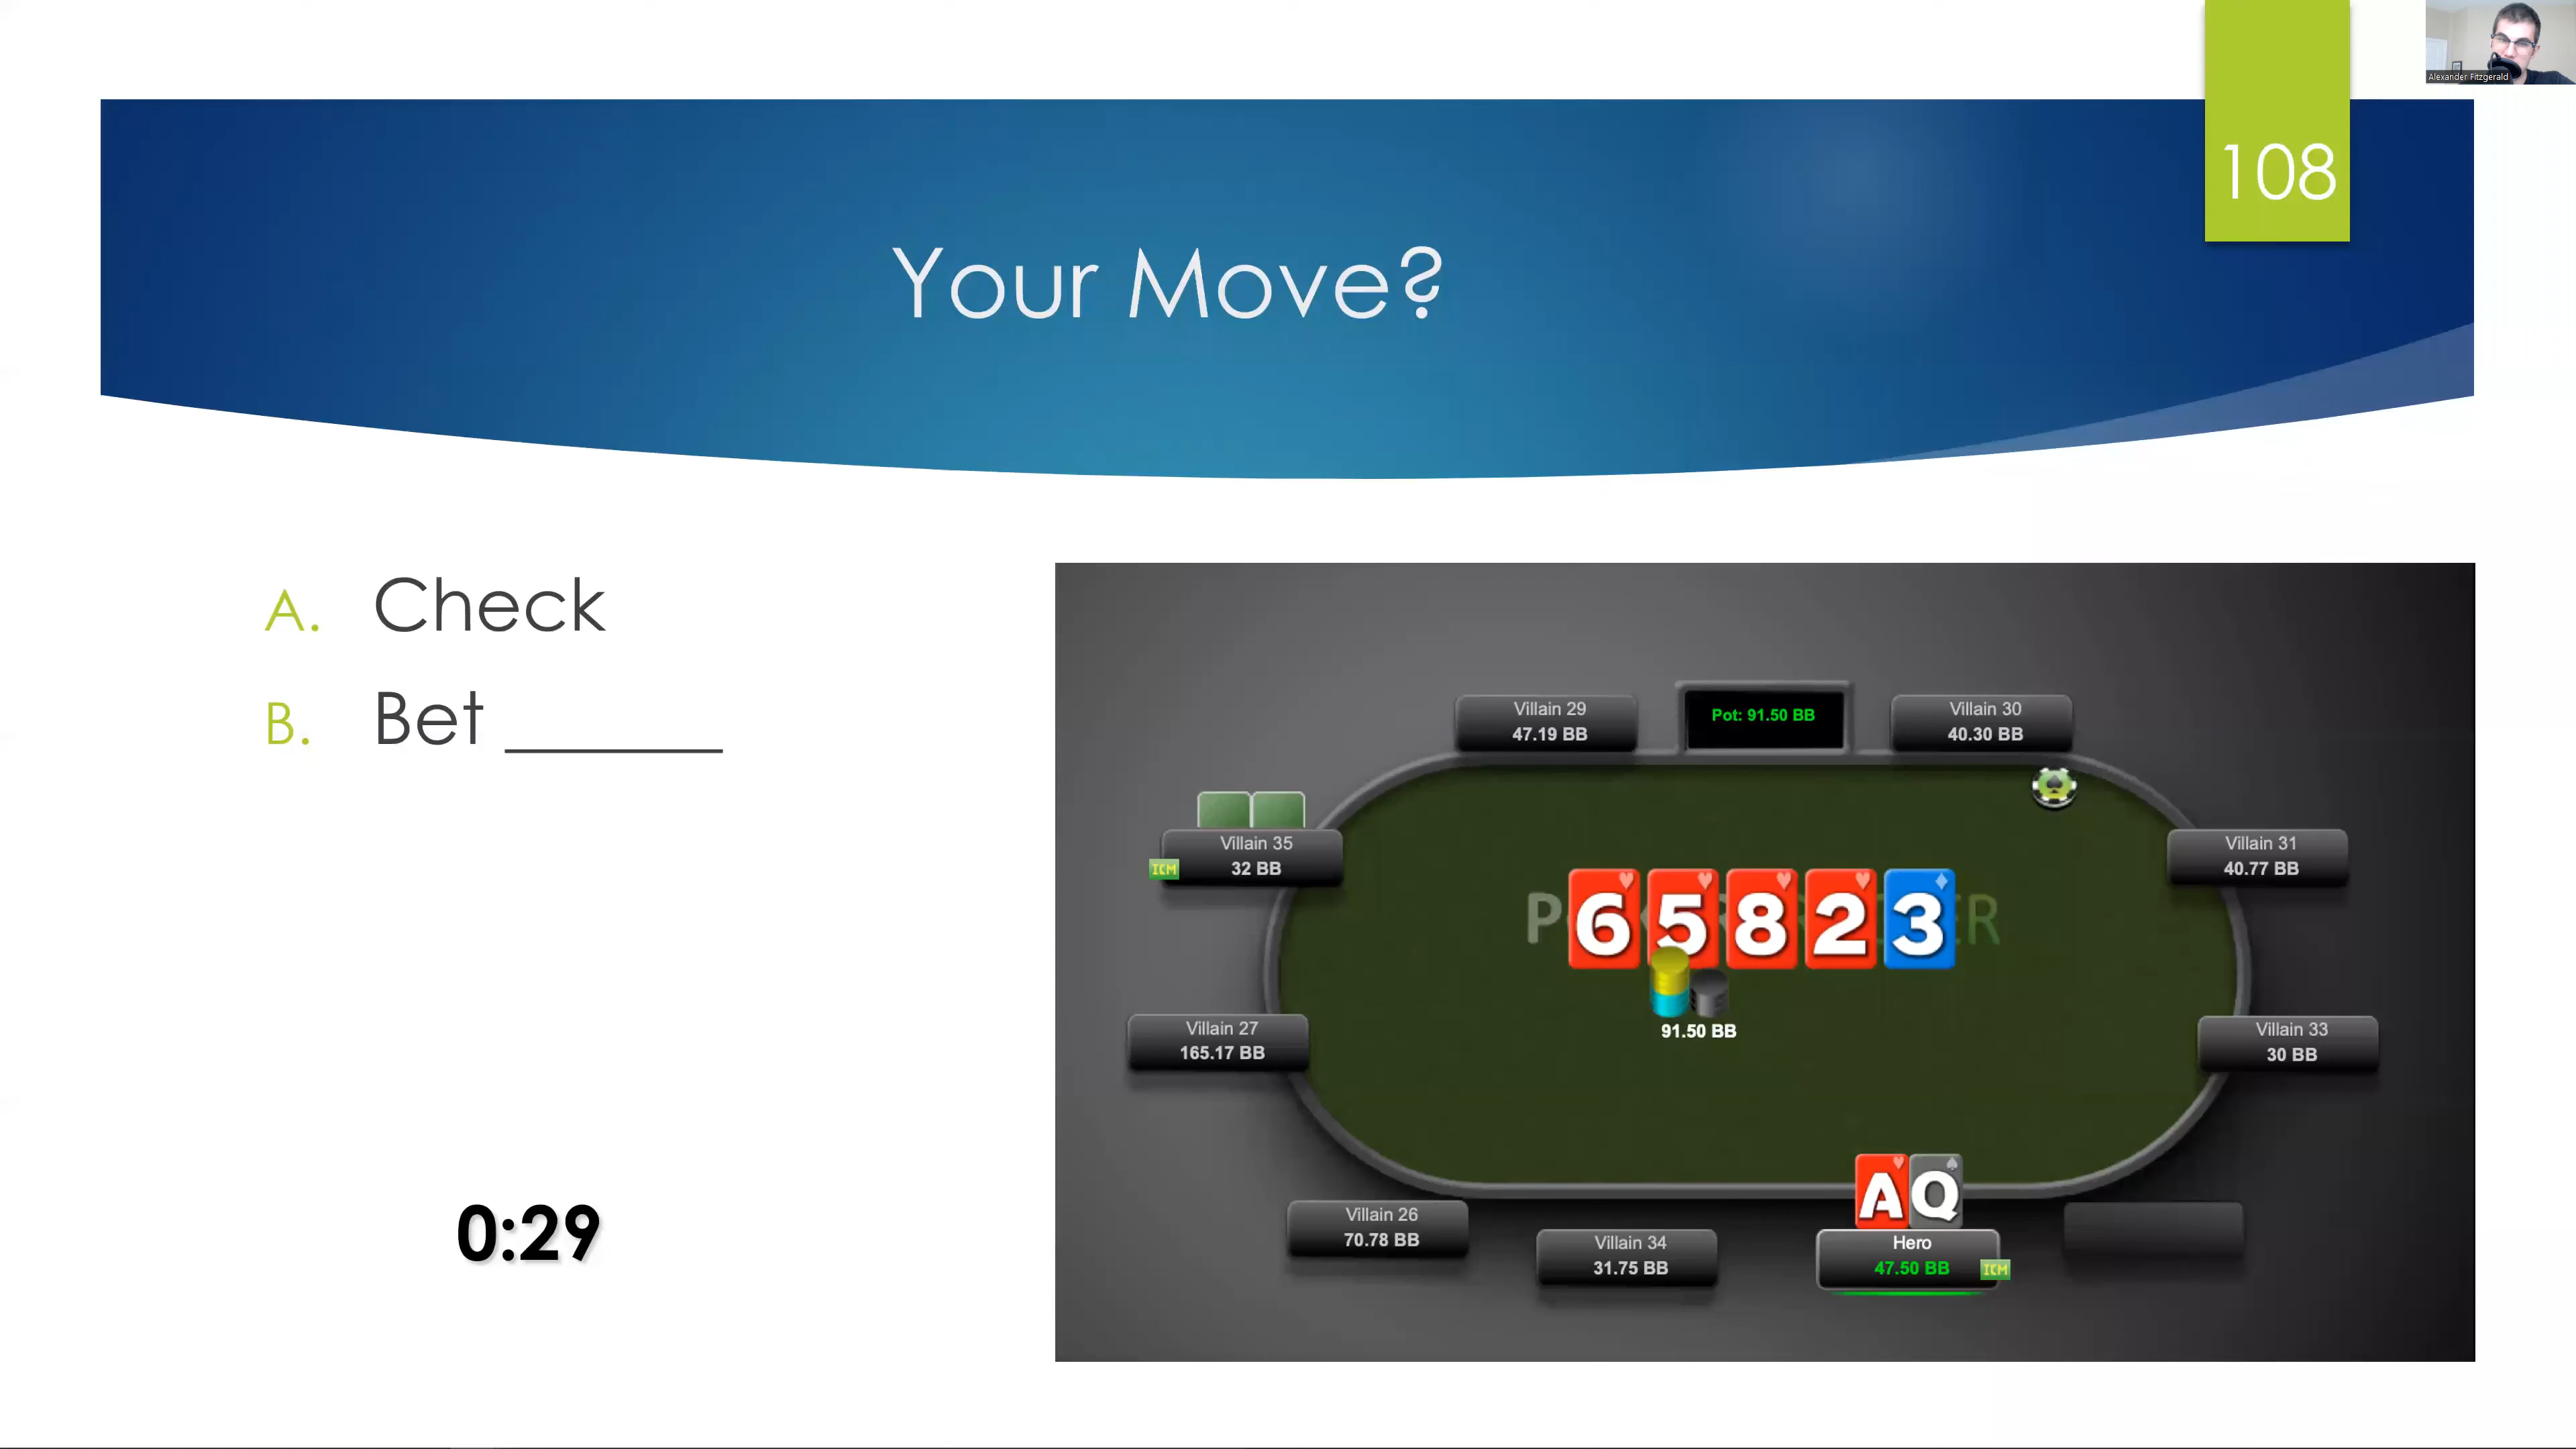 Alexander Fitzgerald
108
Your Move?
A. Check
B. Bet ______
0:29
Villain 29
47.19 BB
Pot: 91.50 BB
Villain 30
40.30 BB
Villain 35
32 BB
ICM
Villain 31
40.77 BB
6 5 8 2 3
91.50 BB
Villain 27
165.17 BB
Villain 33
30 BB
A Q
Villain 26
70.78 BB
Villain 34
31.75 BB
Hero
47.50 BB
ICM